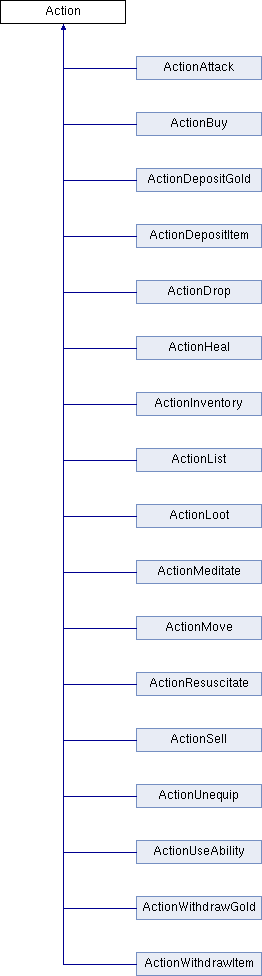 Action
ActionAttack
ActionBuy
ActionDepositGold
ActionDepositItem
ActionDrop
ActionHeal
ActionInventory
ActionList
ActionLoot
ActionMeditate
ActionMove
ActionResuscitate
ActionSell
ActionUnequip
ActionUseAbility
ActionWithdrawGold
ActionWithdrawItem